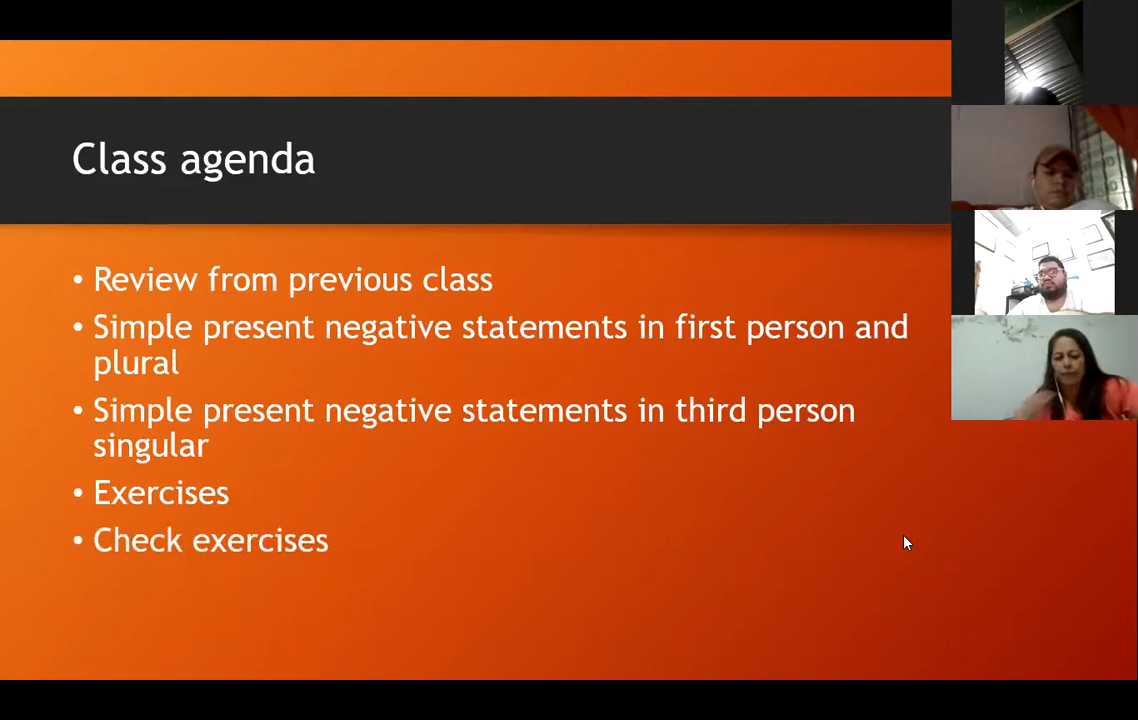 Class agenda
• Review from previous class
• Simple present negative statements in first person and
plural
• Simple present negative statements in third person
singular
• Exercises
• Check exercises